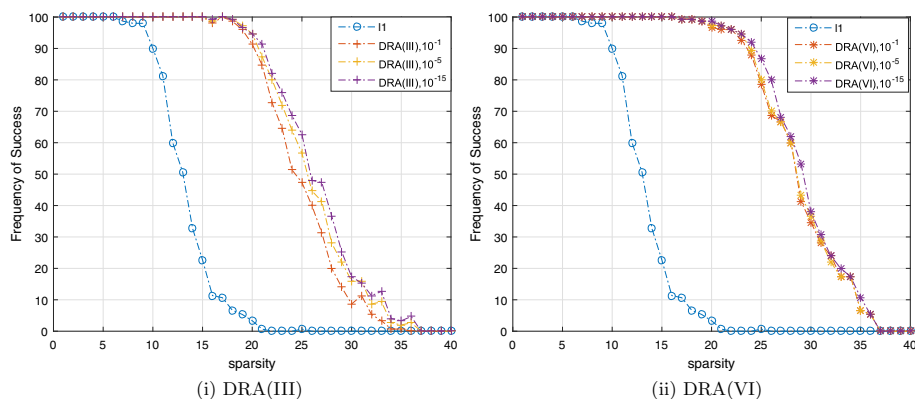 Frequency of Success
100
90
80
70
60
50
40
30
20
10
0
0 5 10 15 20 25 30 35 40
sparsity
l1
DRA(III),10⁻¹
DRA(III),10⁻⁵
DRA(III),10⁻¹⁵
(i) DRA(III)
Frequency of Success
100
90
80
70
60
50
40
30
20
10
0
0 5 10 15 20 25 30 35 40
sparsity
l1
DRA(VI),10⁻¹
DRA(VI),10⁻⁵
DRA(VI),10⁻¹⁵
(ii) DRA(VI)